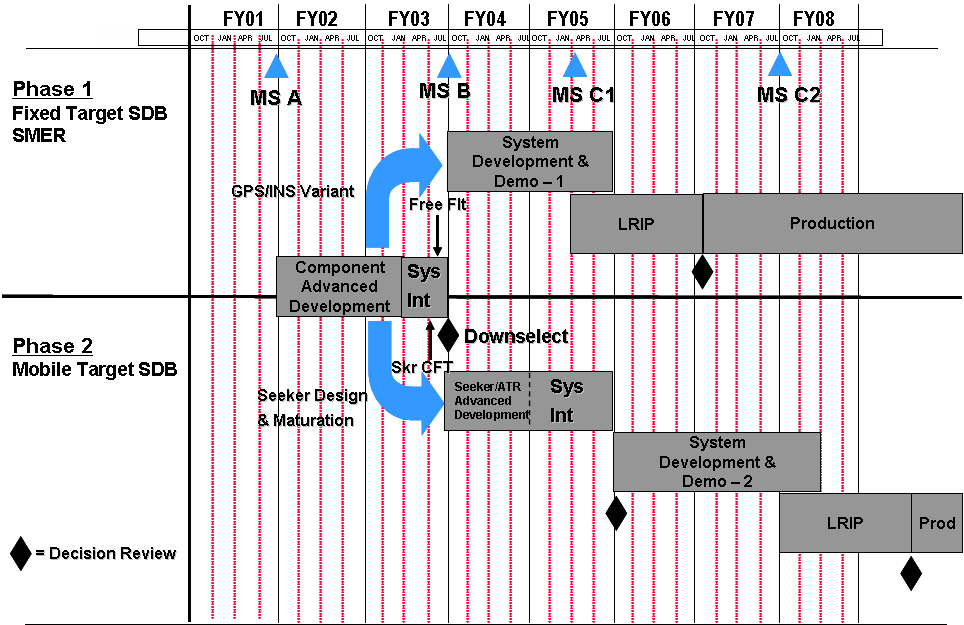 FY01 FY02 FY03 FY04 FY05 FY06 FY07 FY08
OCT JAN APR JUL OCT JAN APR JUL OCT JAN APR JUL OCT JAN APR JUL OCT JAN APR JUL OCT JAN APR JUL OCT JAN APR JUL OCT JAN APR JUL
MS A
MS B
MS C1
MS C2
Phase 1
Fixed Target SDB
SMER
System
Development &
Demo – 1
GPS/INS Variant
Free Flt
LRIP
Production
Component
Advanced
Development
Sys
Int
Phase 2
Mobile Target SDB
Downselect
Skr CFT
Seeker Design
& Maturation
Seeker/ATR
Advanced
Development
Sys
Int
System
Development &
Demo – 2
LRIP
Prod
= Decision Review